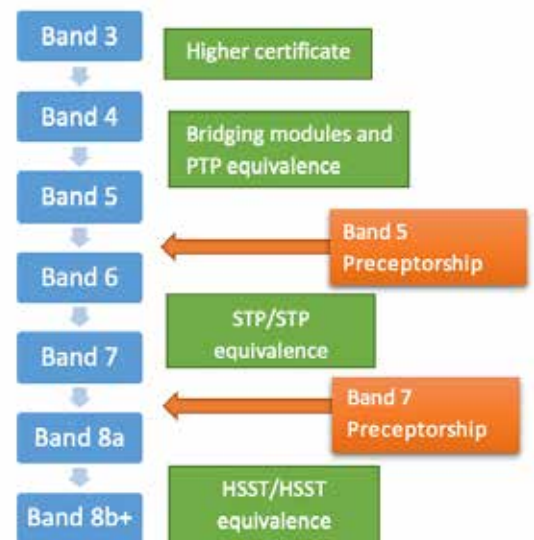 Band 3
Higher certificate
Band 4
Bridging modules and
PTP equivalence
Band 5
Band 5
Preceptorship
Band 6
STP/STP
equivalence
Band 7
Band 7
Preceptorship
Band 8a
HSST/HSST
equivalence
Band 8b+